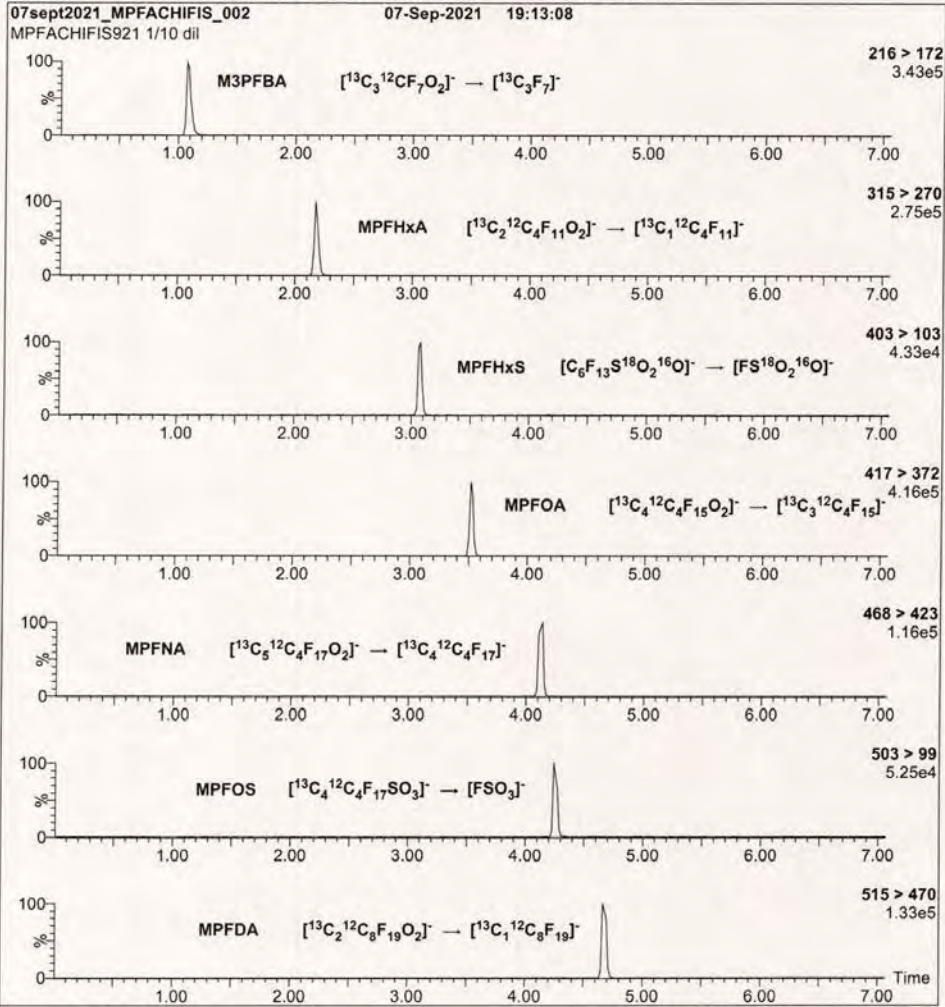 07sept2021_MPFACHIFIS_002 07-Sep-2021 19:13:08
MPFACHIFIS921 1/10 dil
216 > 172
3.43e5
M3PFBA [¹³C₃¹²CF₇O₂]⁻ → [¹³C₃F₇]⁻
100
%
0
1.00 2.00 3.00 4.00 5.00 6.00 7.00
315 > 270
2.75e5
MPFHxA [¹³C₂¹²C₄F₁₁O₂]⁻ → [¹³C₁¹²C₄F₁₁]⁻
100
%
0
1.00 2.00 3.00 4.00 5.00 6.00 7.00
403 > 103
4.33e4
MPFHxS [C₆F₁₃S¹⁸O₂¹⁶O]⁻ → [FS¹⁸O₂¹⁶O]⁻
100
%
0
1.00 2.00 3.00 4.00 5.00 6.00 7.00
417 > 372
4.16e5
MPFOA [¹³C₄¹²C₄F₁₅O₂]⁻ → [¹³C₃¹²C₄F₁₅]⁻
100
%
0
1.00 2.00 3.00 4.00 5.00 6.00 7.00
468 > 423
1.16e5
MPFNA [¹³C₅¹²C₄F₁₇O₂]⁻ → [¹³C₄¹²C₄F₁₇]⁻
100
%
0
1.00 2.00 3.00 4.00 5.00 6.00 7.00
503 > 99
5.25e4
MPFOS [¹³C₄¹²C₄F₁₇SO₃]⁻ → [FSO₃]⁻
100
%
0
1.00 2.00 3.00 4.00 5.00 6.00 7.00
515 > 470
1.33e5
MPFDA [¹³C₂¹²C₈F₁₉O₂]⁻ → [¹³C₁¹²C₈F₁₉]⁻
100
%
0
Time
1.00 2.00 3.00 4.00 5.00 6.00 7.00